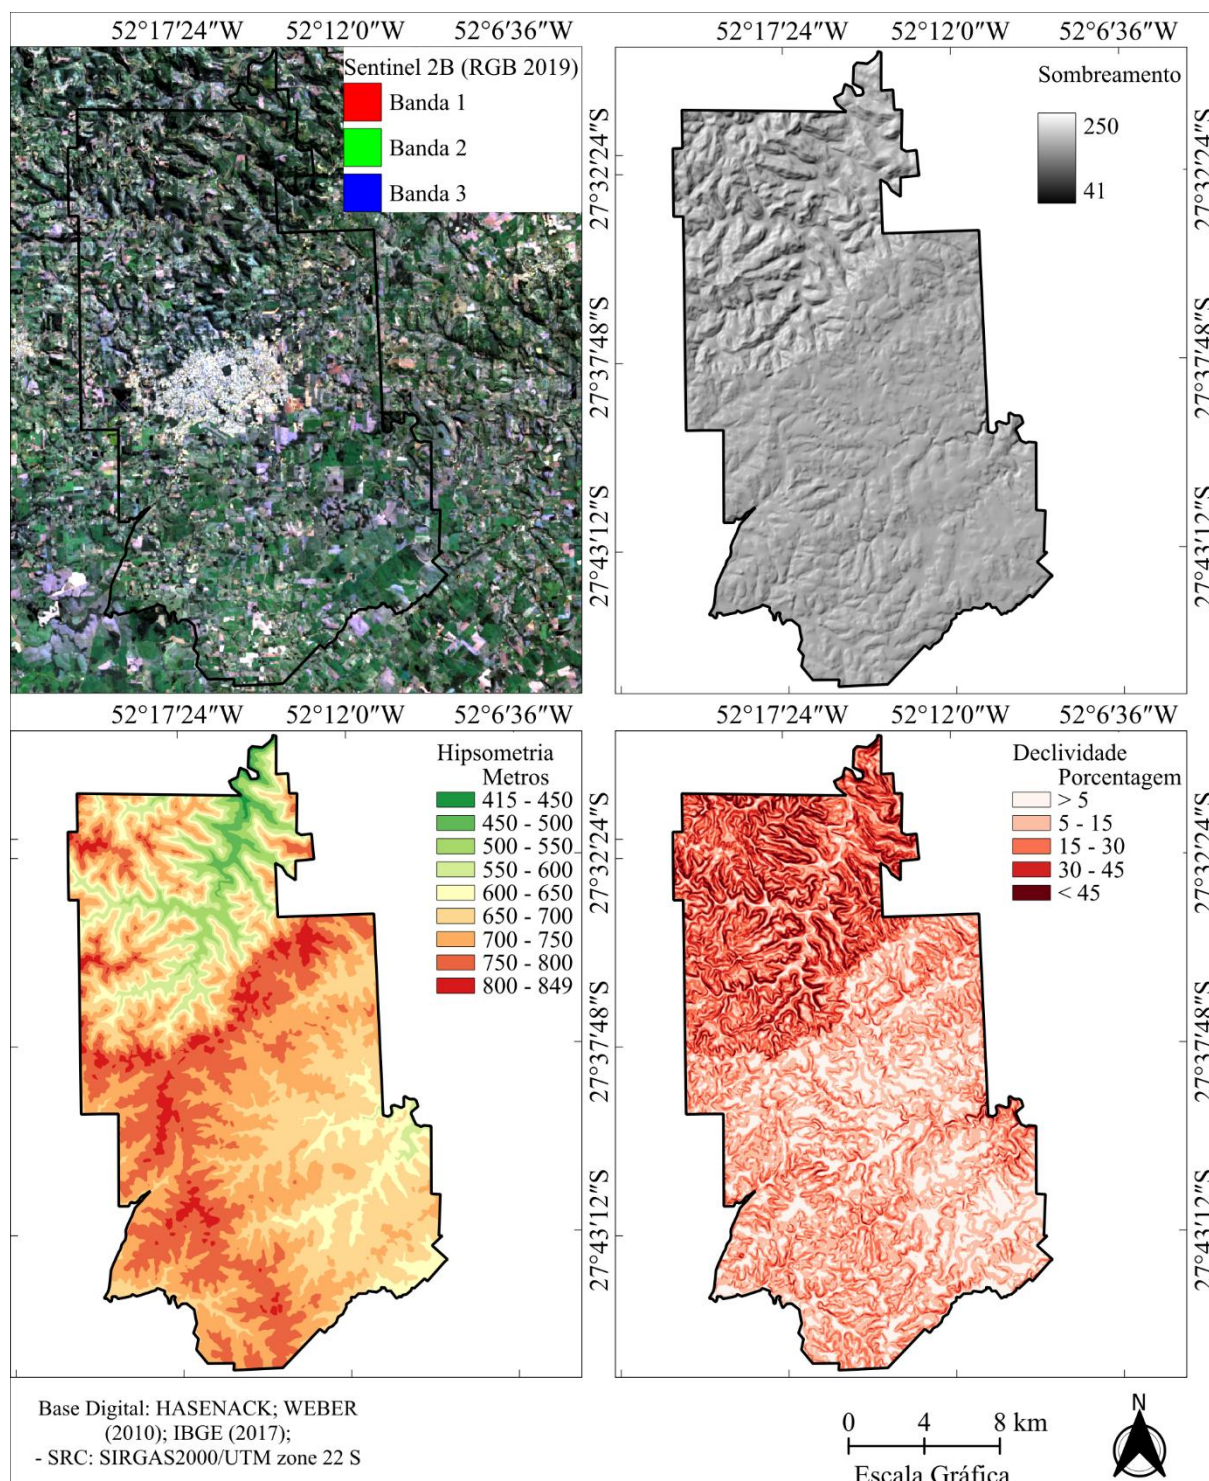 52°17′24″W 52°12′0″W 52°6′36″W
52°17′24″W 52°12′0″W 52°6′36″W
Sentinel 2B (RGB 2019)
Banda 1
Banda 2
Banda 3
27°32′24″S
27°37′48″S
27°43′12″S
Sombreamento
250
41
27°32′24″S
27°37′48″S
27°43′12″S
52°17′24″W 52°12′0″W 52°6′36″W
52°17′24″W 52°12′0″W 52°6′36″W
Hipsometria
Metros
415 - 450
450 - 500
500 - 550
550 - 600
600 - 650
650 - 700
700 - 750
750 - 800
800 - 849
27°32′24″S
27°37′48″S
27°43′12″S
Declividade
Porcentagem
> 5
5 - 15
15 - 30
30 - 45
< 45
27°32′24″S
27°37′48″S
27°43′12″S
Base Digital: HASENACK; WEBER
(2010); IBGE (2017);
- SRC: SIRGAS2000/UTM zone 22 S
0 4 8 km
Escala Gráfica
N